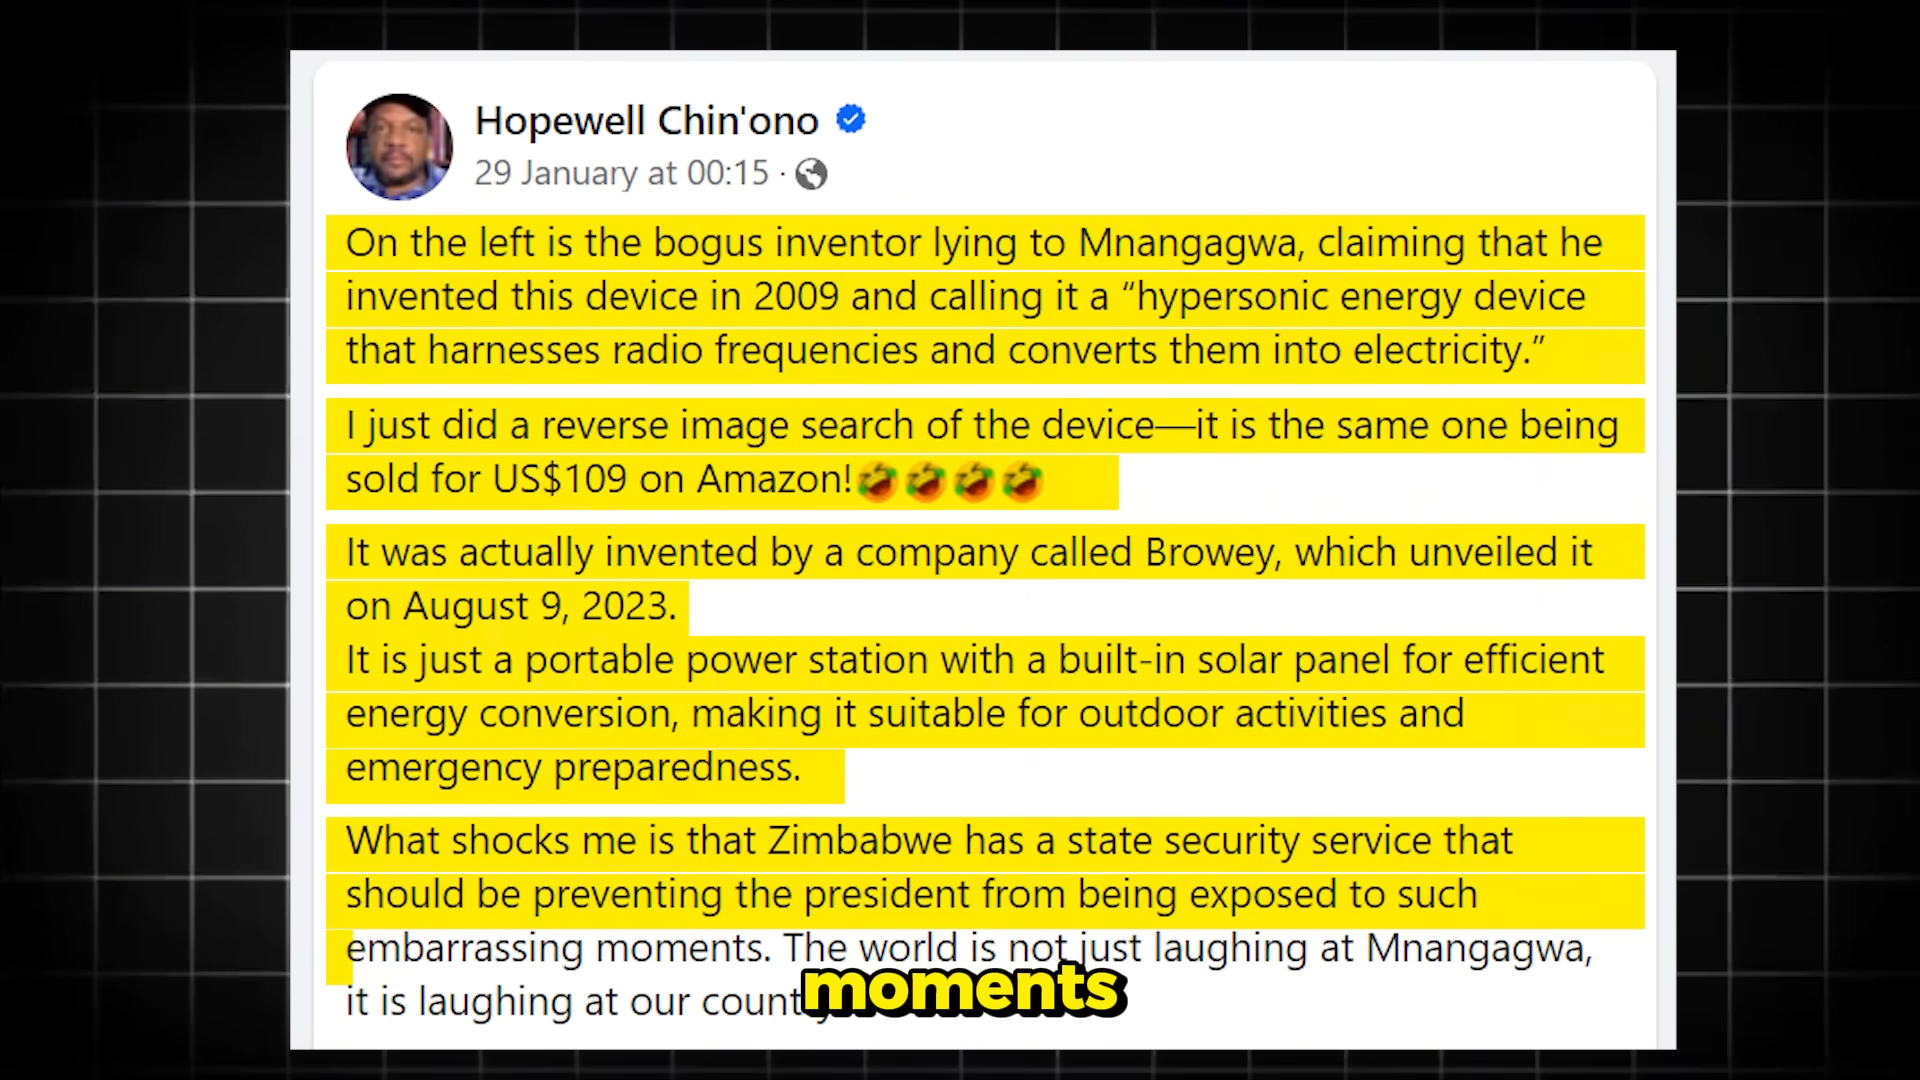 Hopewell Chin'ono
29 January at 00:15 ·
On the left is the bogus inventor lying to Mnangagwa, claiming that he
invented this device in 2009 and calling it a “hypersonic energy device
that harnesses radio frequencies and converts them into electricity.”
I just did a reverse image search of the device—it is the same one being
sold for US$109 on Amazon!🤣🤣🤣🤣
It was actually invented by a company called Browey, which unveiled it
on August 9, 2023.
It is just a portable power station with a built-in solar panel for efficient
energy conversion, making it suitable for outdoor activities and
emergency preparedness.
What shocks me is that Zimbabwe has a state security service that
should be preventing the president from being exposed to such
embarrassing moments. The world is not just laughing at Mnangagwa,
it is laughing at our
moments